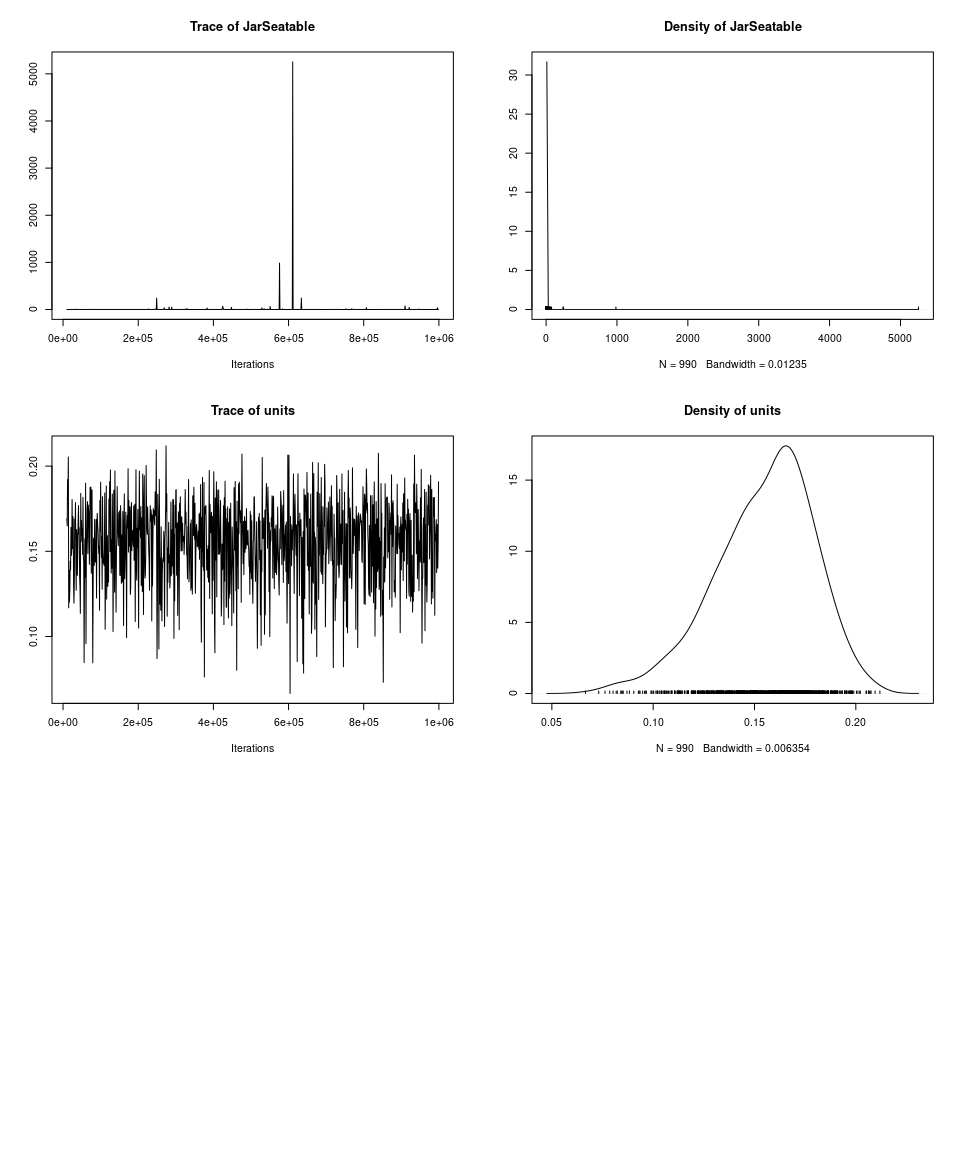 Trace of JarSeatable
5000
4000
3000
2000
1000
0
0e+00 2e+05 4e+05 6e+05 8e+05 1e+06
Iterations
Density of JarSeatable
30
25
20
15
10
5
0
0 1000 2000 3000 4000 5000
N = 990 Bandwidth = 0.01235
Trace of units
0.20
0.15
0.10
0e+00 2e+05 4e+05 6e+05 8e+05 1e+06
Iterations
Density of units
15
10
5
0
0.05 0.10 0.15 0.20
N = 990 Bandwidth = 0.006354